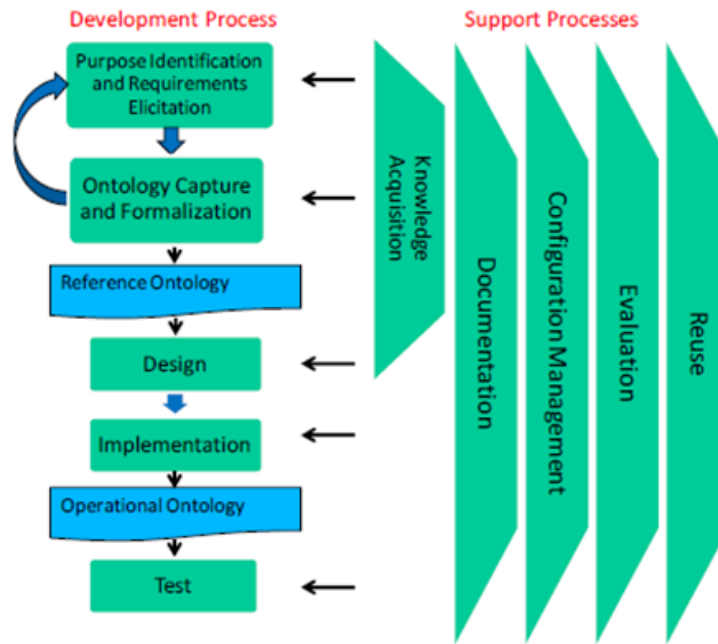 Development Process
Support Processes
Purpose Identification
and Requirements
Elicitation
Ontology Capture
and Formalization
Reference Ontology
Design
Implementation
Operational Ontology
Test
Knowledge
Acquisition
Documentation
Configuration Management
Evaluation
Reuse